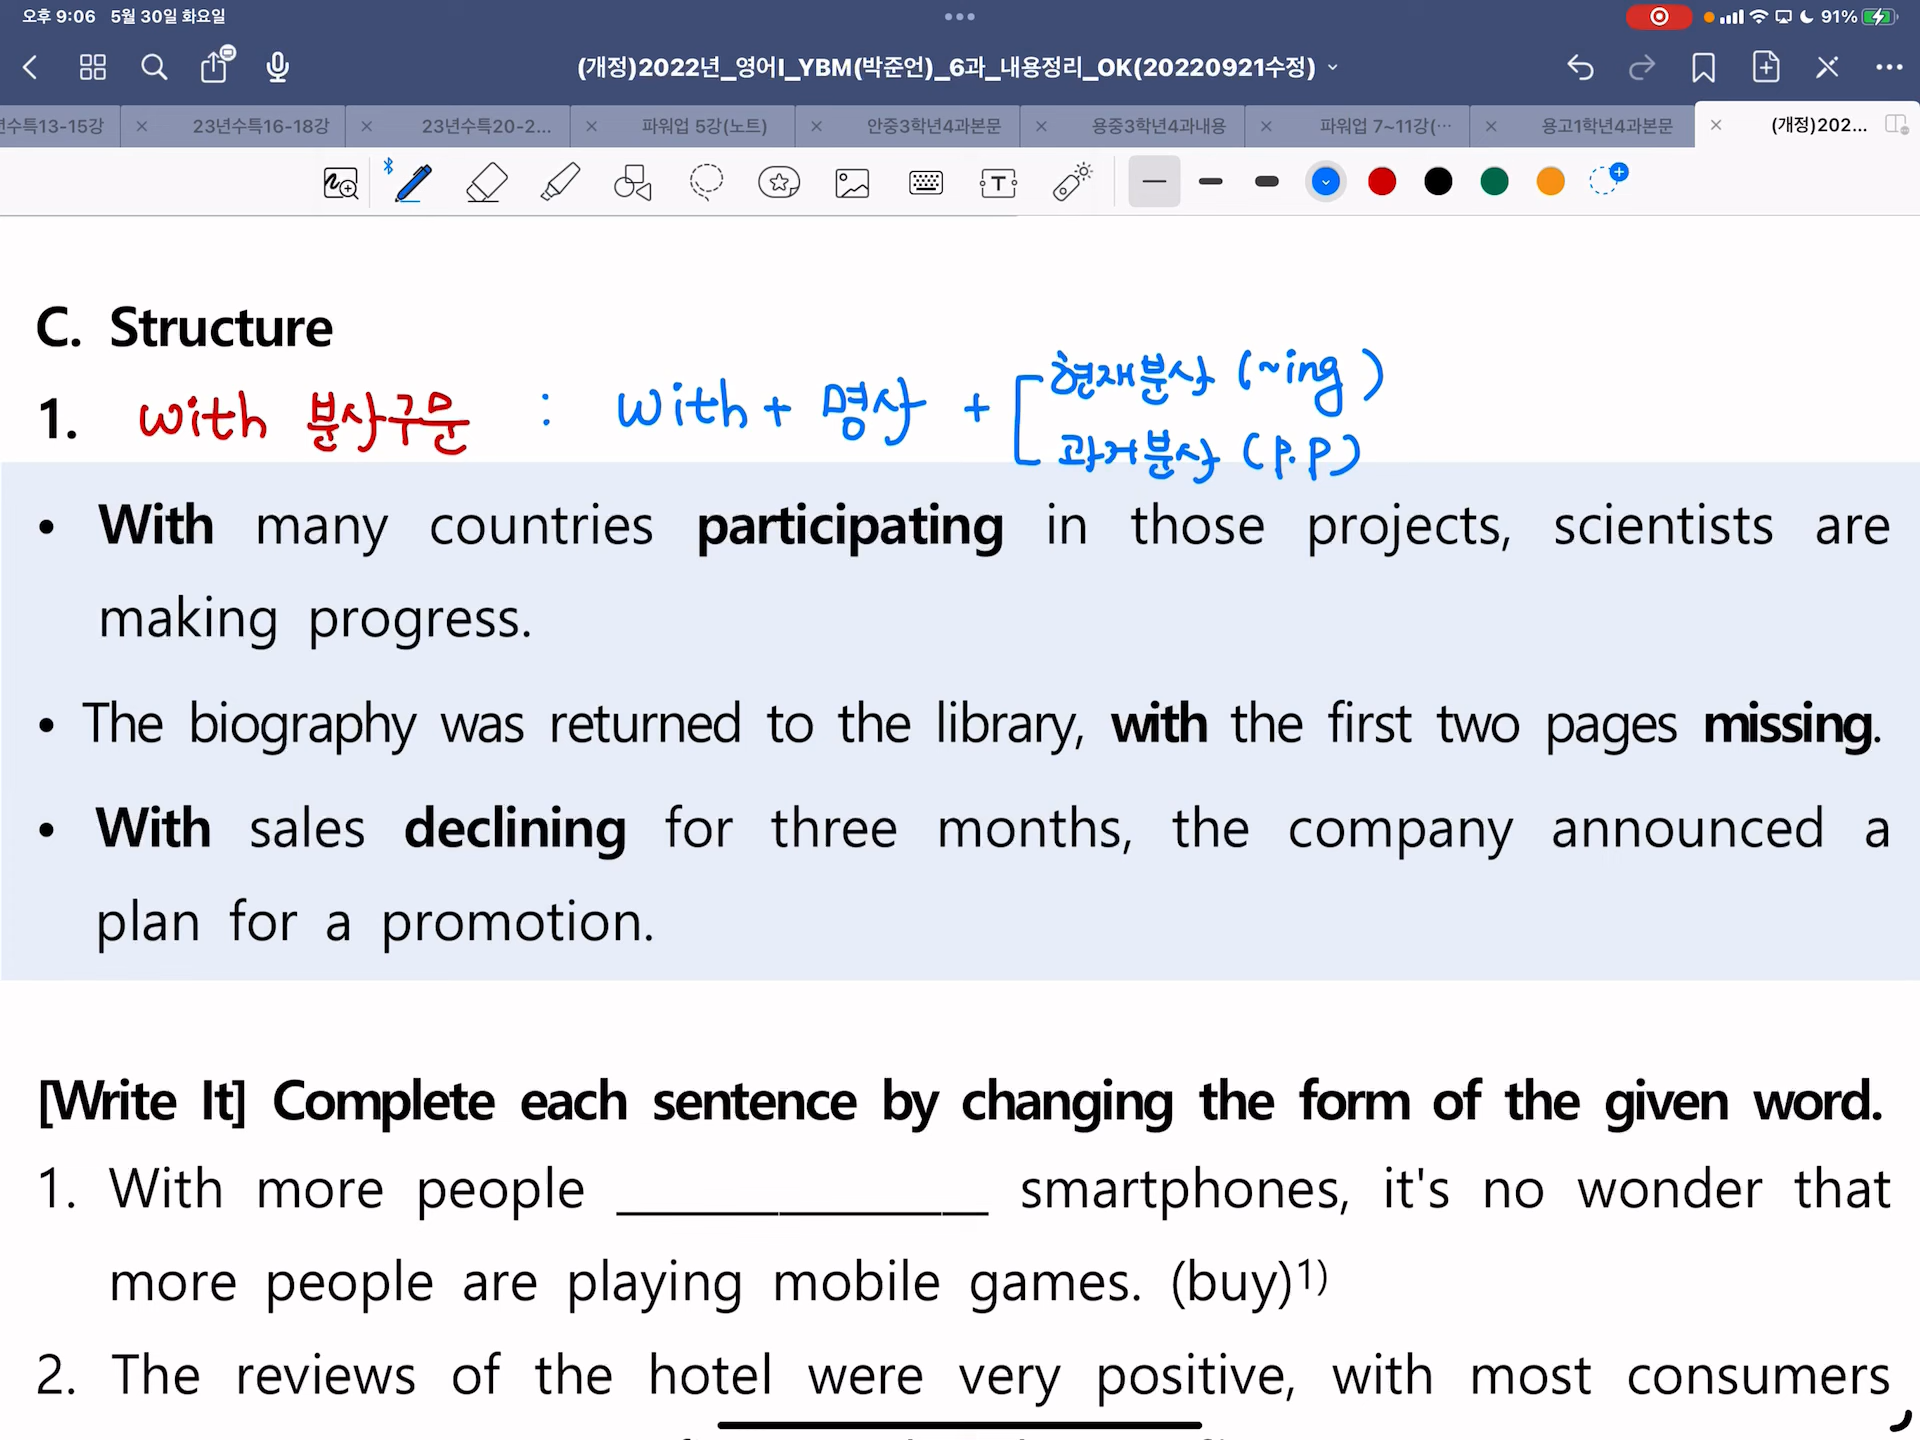 오후 9:06 5월 30일 화요일
91%
(개정)2022년_영어I_YBM(박준언)_6과_내용정리_OK(20220921수정)
년수특13-15강 23년수특16-18강 23년수특20-2... 파워업 5강(노트) 안중3학년4과본문 용중3학년4과내용 파워업 7~11강(… 용고1학년4과본문 (개정)202...
C. Structure
1. with 분사구문 : with + 명사 + 현재분사 (~ing)
과거분사 (p.p)
• With many countries participating in those projects, scientists are
making progress.
• The biography was returned to the library, with the first two pages missing.
• With sales declining for three months, the company announced a
plan for a promotion.
[Write It] Complete each sentence by changing the form of the given word.
1. With more people ______________ smartphones, it's no wonder that
more people are playing mobile games. (buy)1)
2. The reviews of the hotel were very positive, with most consumers